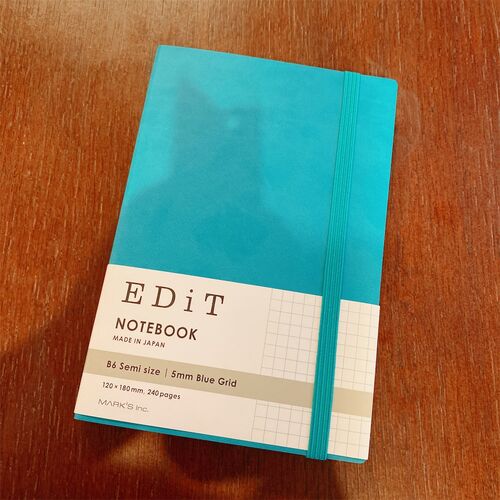 EDiT
NOTEBOOK
MADE IN JAPAN
B6 Semi size | 5mm Blue Grid
120 × 180mm, 240 pages
MARK'S Inc.